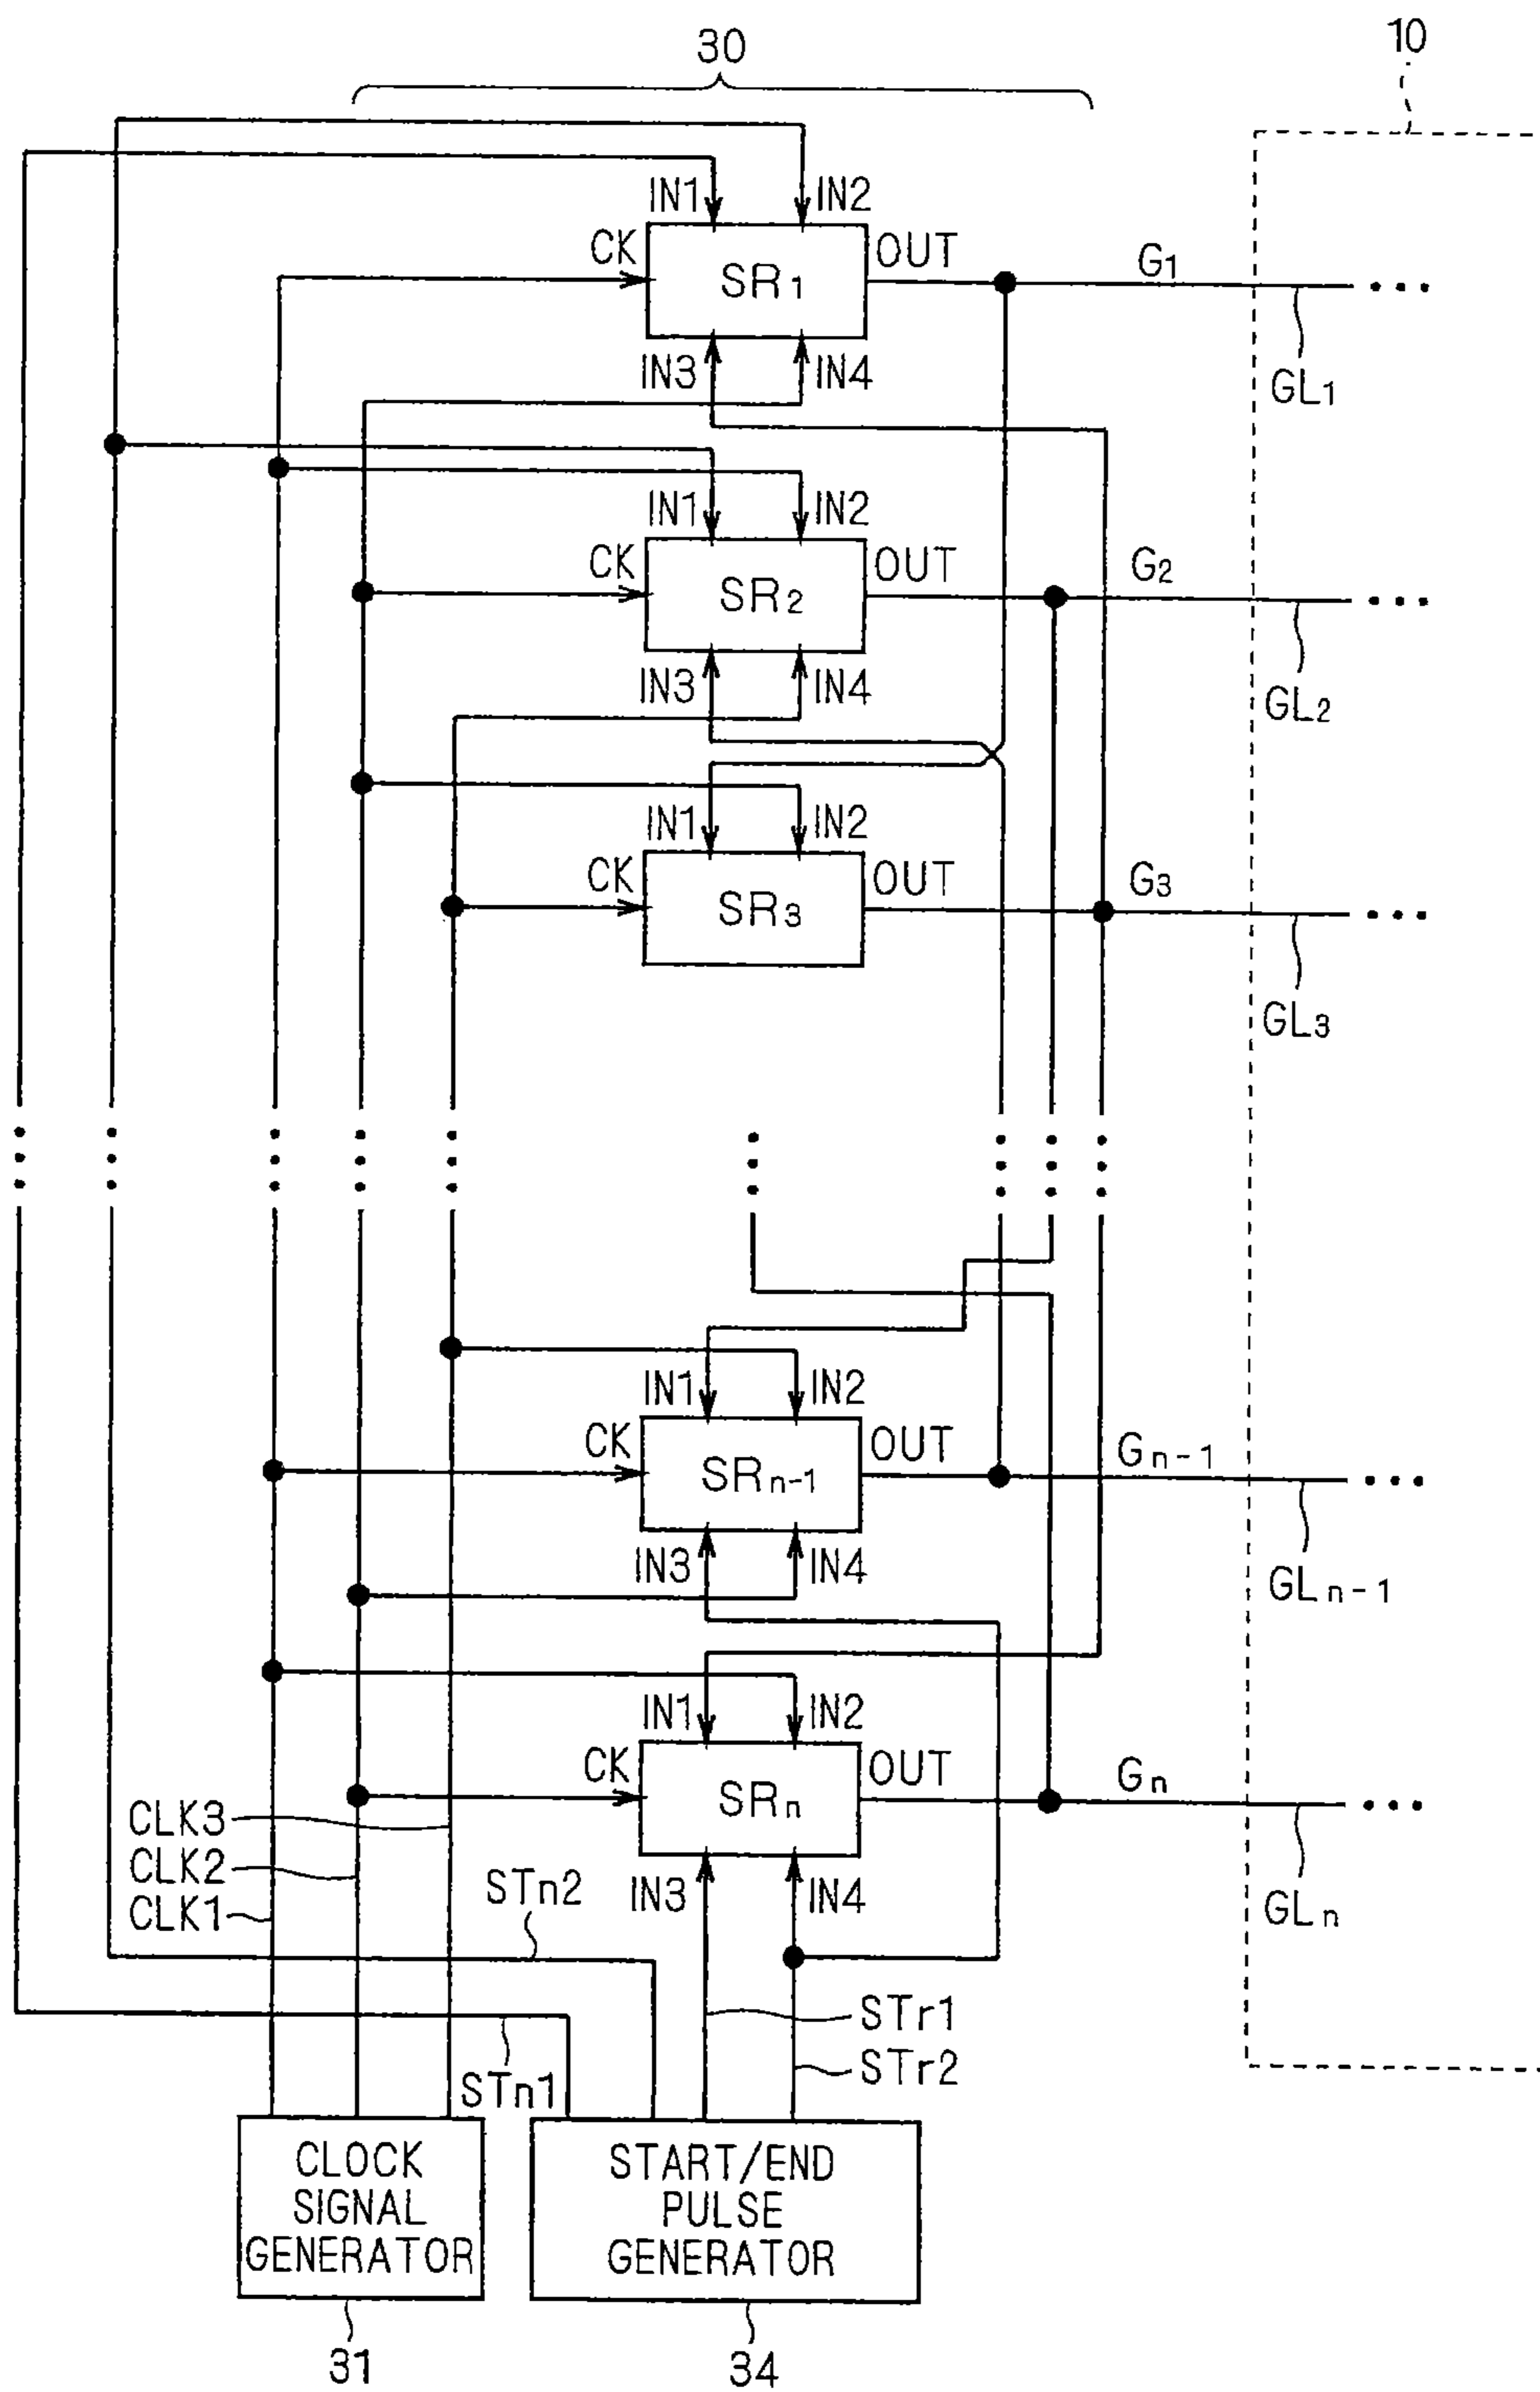 30
10
IN1 IN2
CK SR1 OUT G1
IN3 IN4
GL1
IN1 IN2
CK SR2 OUT G2
IN3 IN4
GL2
IN1 IN2
CK SR3 OUT G3
GL3
IN1 IN2
CK SRn-1 OUT Gn-1
IN3 IN4
GLn-1
IN1 IN2
CK SRn OUT Gn
CLK3
CLK2
CLK1
STn2
IN3 IN4
GLn
STr1
STr2
STn1
CLOCK
SIGNAL
GENERATOR
START/END
PULSE
GENERATOR
31
34